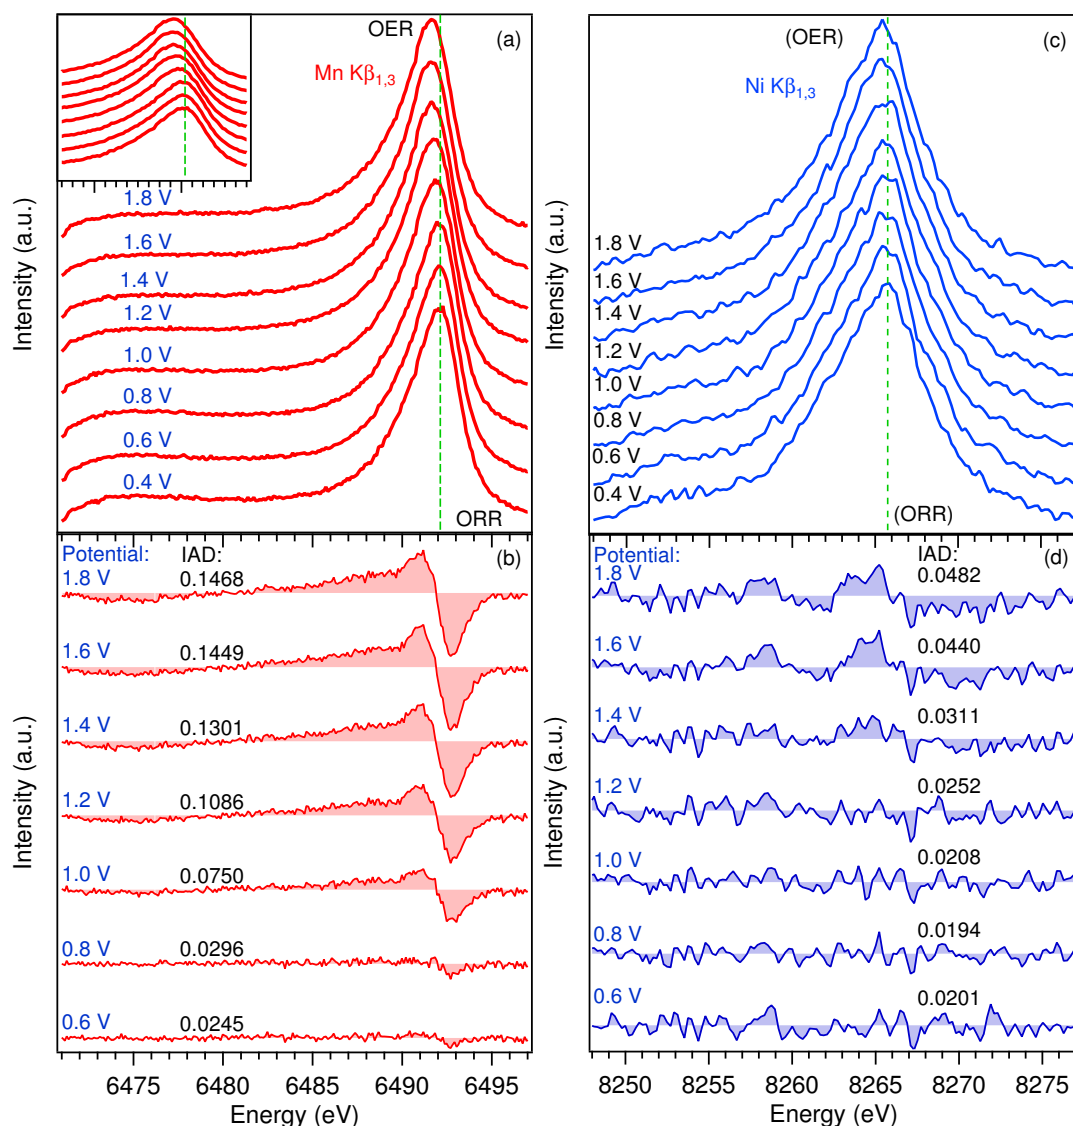 OER
(a)
Mn Kβ1,3
1.8 V
1.6 V
1.4 V
1.2 V
1.0 V
0.8 V
0.6 V
0.4 V
ORR
Intensity (a.u.)
(OER)
(c)
Ni Kβ1,3
1.8 V
1.6 V
1.4 V
1.2 V
1.0 V
0.8 V
0.6 V
0.4 V
(ORR)
Intensity (a.u.)
Potential: IAD: (b)
1.8 V 0.1468
1.6 V 0.1449
1.4 V 0.1301
1.2 V 0.1086
1.0 V 0.0750
0.8 V 0.0296
0.6 V 0.0245
Intensity (a.u.)
6475 6480 6485 6490 6495
Energy (eV)
Potential: IAD: (d)
1.8 V 0.0482
1.6 V 0.0440
1.4 V 0.0311
1.2 V 0.0252
1.0 V 0.0208
0.8 V 0.0194
0.6 V 0.0201
Intensity (a.u.)
8250 8255 8260 8265 8270 8275
Energy (eV)